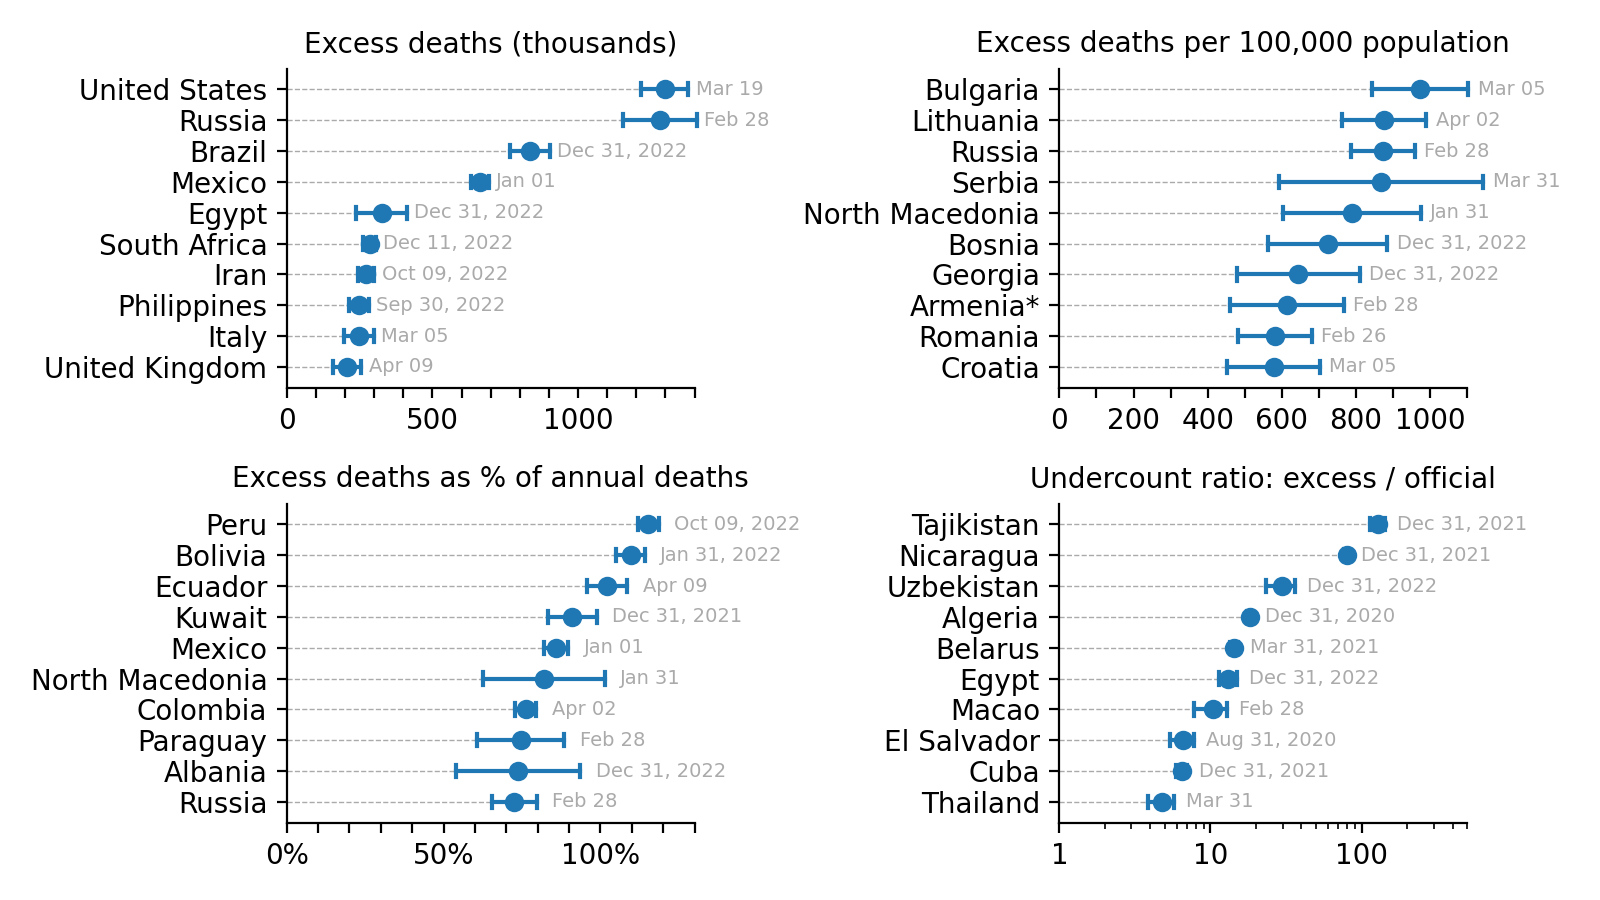 Excess deaths (thousands)
United States Mar 19
Russia Feb 28
Brazil Dec 31, 2022
Mexico Jan 01
Egypt Dec 31, 2022
South Africa Dec 11, 2022
Iran Oct 09, 2022
Philippines Sep 30, 2022
Italy Mar 05
United Kingdom Apr 09
0 500 1000
Excess deaths per 100,000 population
Bulgaria Mar 05
Lithuania Apr 02
Russia Feb 28
Serbia Mar 31
North Macedonia Jan 31
Bosnia Dec 31, 2022
Georgia Dec 31, 2022
Armenia* Feb 28
Romania Feb 26
Croatia Mar 05
0 200 400 600 800 1000
Excess deaths as % of annual deaths
Peru Oct 09, 2022
Bolivia Jan 31, 2022
Ecuador Apr 09
Kuwait Dec 31, 2021
Mexico Jan 01
North Macedonia Jan 31
Colombia Apr 02
Paraguay Feb 28
Albania Dec 31, 2022
Russia Feb 28
0% 50% 100%
Undercount ratio: excess / official
Tajikistan Dec 31, 2021
Nicaragua Dec 31, 2021
Uzbekistan Dec 31, 2022
Algeria Dec 31, 2020
Belarus Mar 31, 2021
Egypt Dec 31, 2022
Macao Feb 28
El Salvador Aug 31, 2020
Cuba Dec 31, 2021
Thailand Mar 31
1 10 100